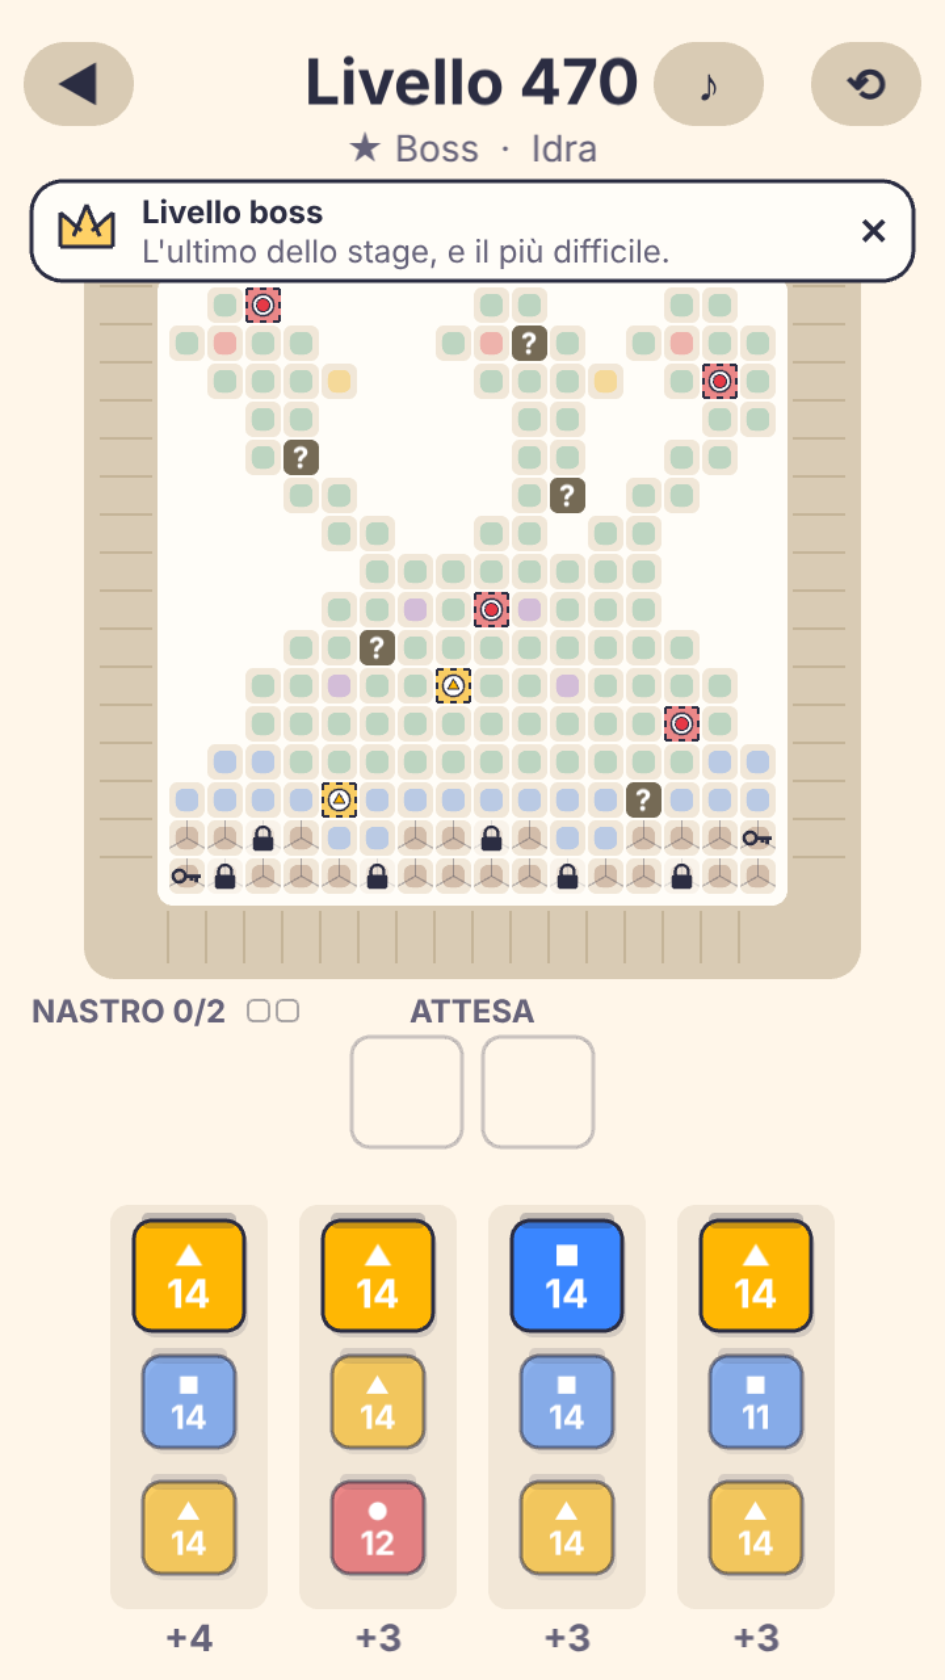 Livello 470
★ Boss · Idra
Livello boss
L'ultimo dello stage, e il più difficile.
?
?
?
?
?
NASTRO 0/2
ATTESA
14 14 14 14
14 14 14 11
14 12 14 14
+4 +3 +3 +3